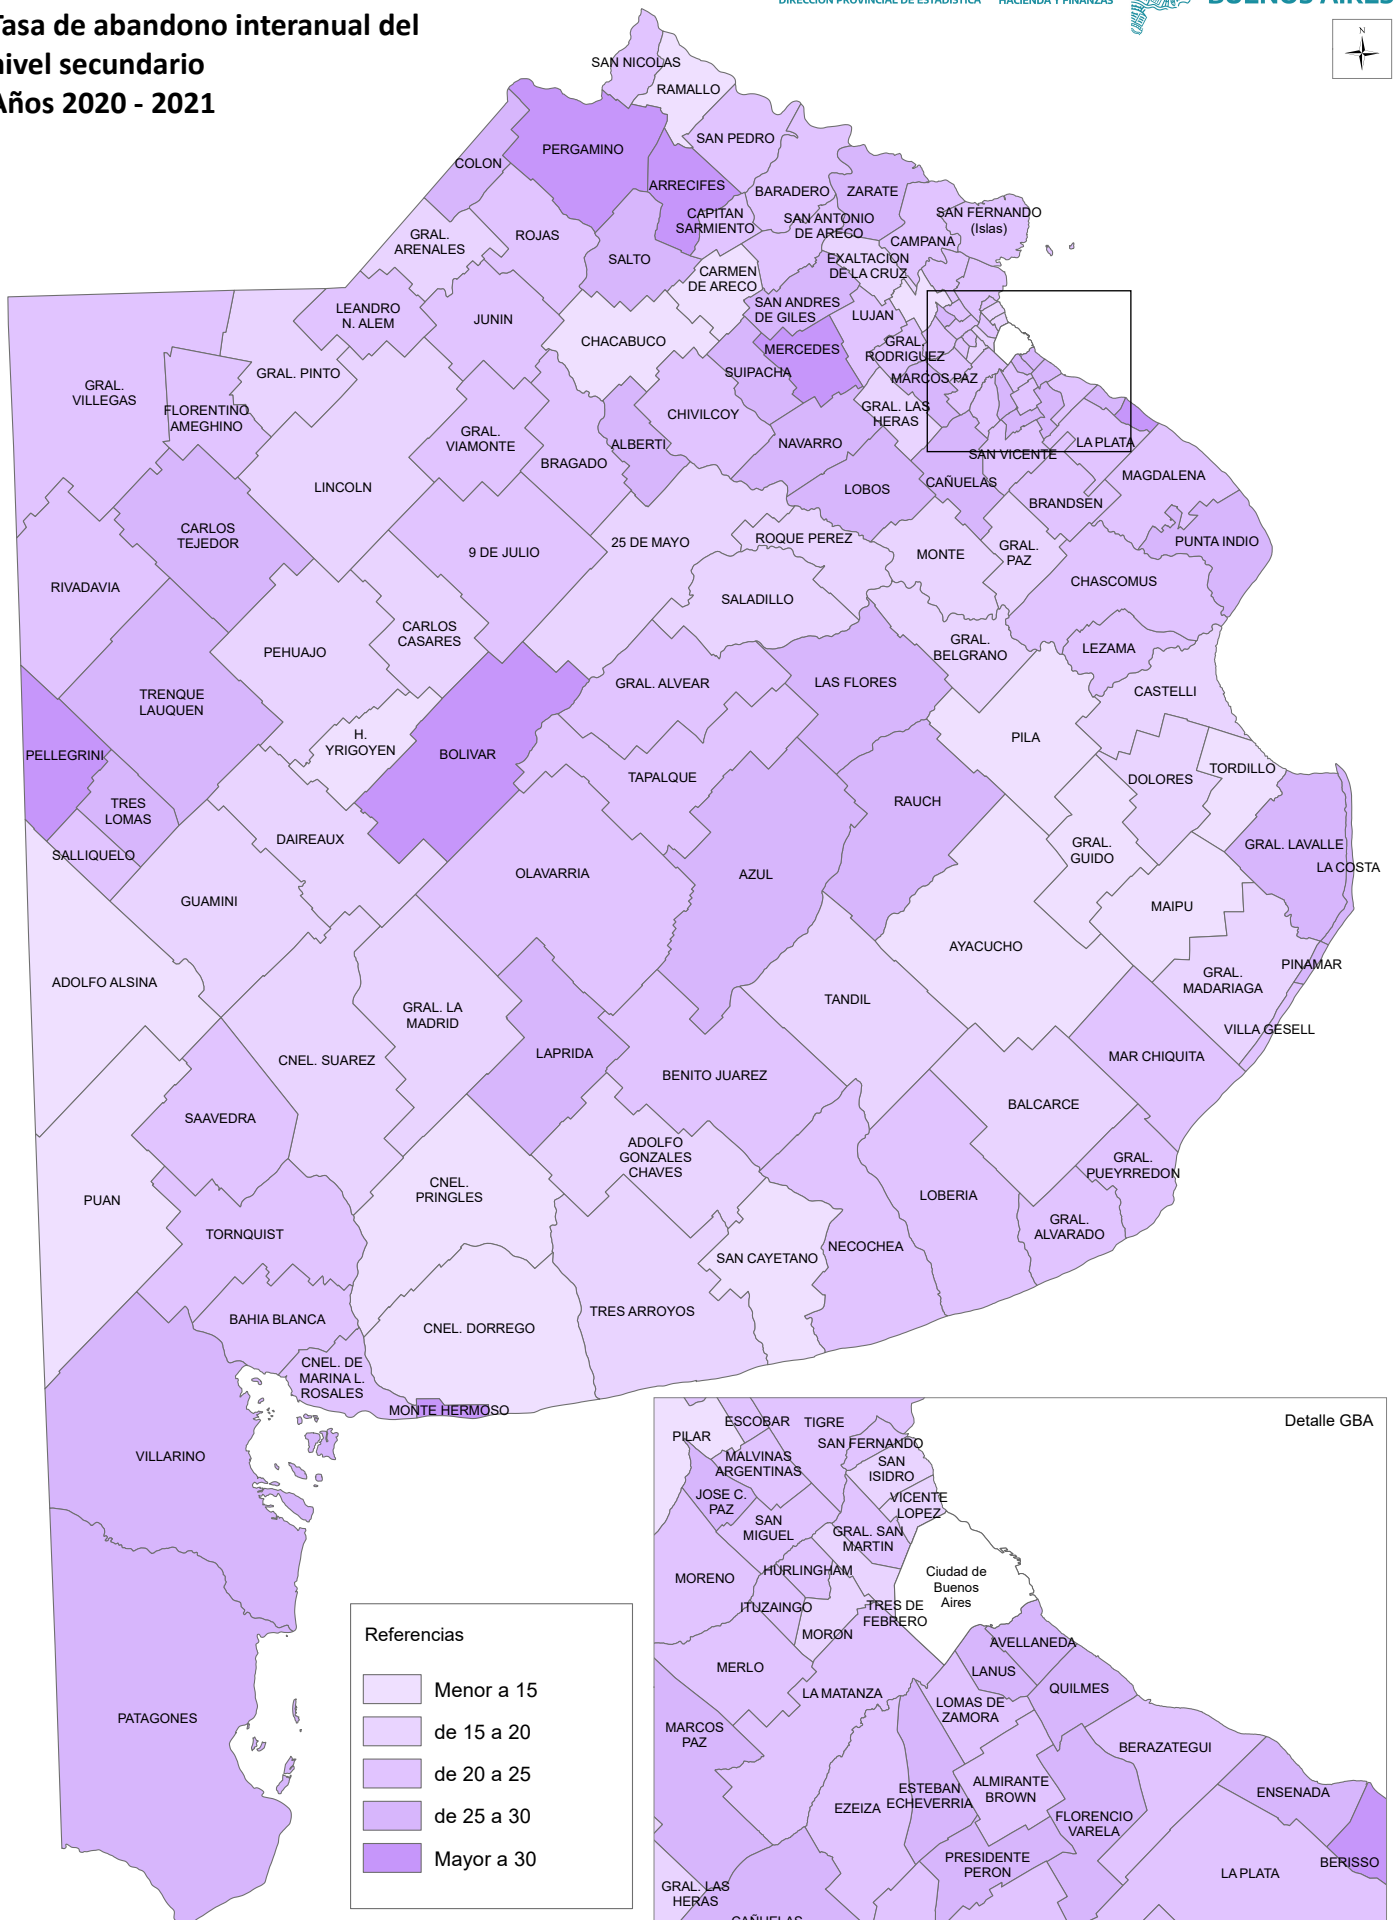 DIRECCIÓN PROVINCIAL DE ESTADÍSTICA
HACIENDA Y FINANZAS
BUENOS AIRES
Tasa de abandono interanual del
nivel secundario
Años 2020 - 2021
N
SAN NICOLAS
RAMALLO
SAN PEDRO
PERGAMINO
COLON
ARRECIFES
BARADERO
ZARATE
CAPITAN
SARMIENTO
SAN ANTONIO
DE ARECO
SAN FERNANDO
(Islas)
CAMPANA
GRAL.
ARENALES
ROJAS
SALTO
CARMEN
DE ARECO
EXALTACION
DE LA CRUZ
LEANDRO
N. ALEM
JUNIN
CHACABUCO
SAN ANDRES
DE GILES
LUJAN
MERCEDES
GRAL.
RODRIGUEZ
SUIPACHA
MARCOS PAZ
GRAL.
VILLEGAS
GRAL. PINTO
FLORENTINO
AMEGHINO
GRAL.
VIAMONTE
BRAGADO
ALBERTI
CHIVILCOY
NAVARRO
GRAL. LAS
HERAS
LA PLATA
SAN VICENTE
LINCOLN
LOBOS
CAÑUELAS
BRANDSEN
MAGDALENA
CARLOS
TEJEDOR
9 DE JULIO
25 DE MAYO
ROQUE PEREZ
MONTE
GRAL.
PAZ
PUNTA INDIO
RIVADAVIA
SALADILLO
CHASCOMUS
CARLOS
CASARES
PEHUAJO
GRAL.
BELGRANO
LEZAMA
TRENQUE
LAUQUEN
GRAL. ALVEAR
LAS FLORES
CASTELLI
PELLEGRINI
H.
YRIGOYEN
BOLIVAR
PILA
TAPALQUE
DOLORES
TORDILLO
TRES
LOMAS
RAUCH
DAIREAUX
GRAL.
GUIDO
GRAL. LAVALLE
SALLIQUELO
LA COSTA
OLAVARRIA
AZUL
GUAMINI
MAIPU
AYACUCHO
ADOLFO ALSINA
GRAL.
MADARIAGA
PINAMAR
TANDIL
GRAL. LA
MADRID
VILLA GESELL
CNEL. SUAREZ
LAPRIDA
BENITO JUAREZ
MAR CHIQUITA
BALCARCE
SAAVEDRA
ADOLFO
GONZALES
CHAVES
GRAL.
PUEYRREDON
PUAN
CNEL.
PRINGLES
LOBERIA
GRAL.
ALVARADO
TORNQUIST
NECOCHEA
SAN CAYETANO
BAHIA BLANCA
CNEL. DORREGO
TRES ARROYOS
CNEL. DE
MARINA L.
ROSALES
MONTE HERMOSO
VILLARINO
PATAGONES
Referencias
Menor a 15
de 15 a 20
de 20 a 25
de 25 a 30
Mayor a 30
Detalle GBA
PILAR
ESCOBAR
TIGRE
SAN FERNANDO
MALVINAS
ARGENTINAS
SAN
ISIDRO
JOSE C.
PAZ
VICENTE
LOPEZ
SAN
MIGUEL
GRAL. SAN
MARTIN
MORENO
HURLINGHAM
Ciudad de
Buenos
Aires
ITUZAINGO
TRES DE
FEBRERO
MORON
AVELLANEDA
MERLO
LANUS
LA MATANZA
QUILMES
LOMAS DE
ZAMORA
MARCOS
PAZ
BERAZATEGUI
ESTEBAN
ECHEVERRIA
ALMIRANTE
BROWN
EZEIZA
ENSENADA
FLORENCIO
VARELA
PRESIDENTE
PERON
BERISSO
LA PLATA
GRAL. LAS
HERAS
CAÑUELAS